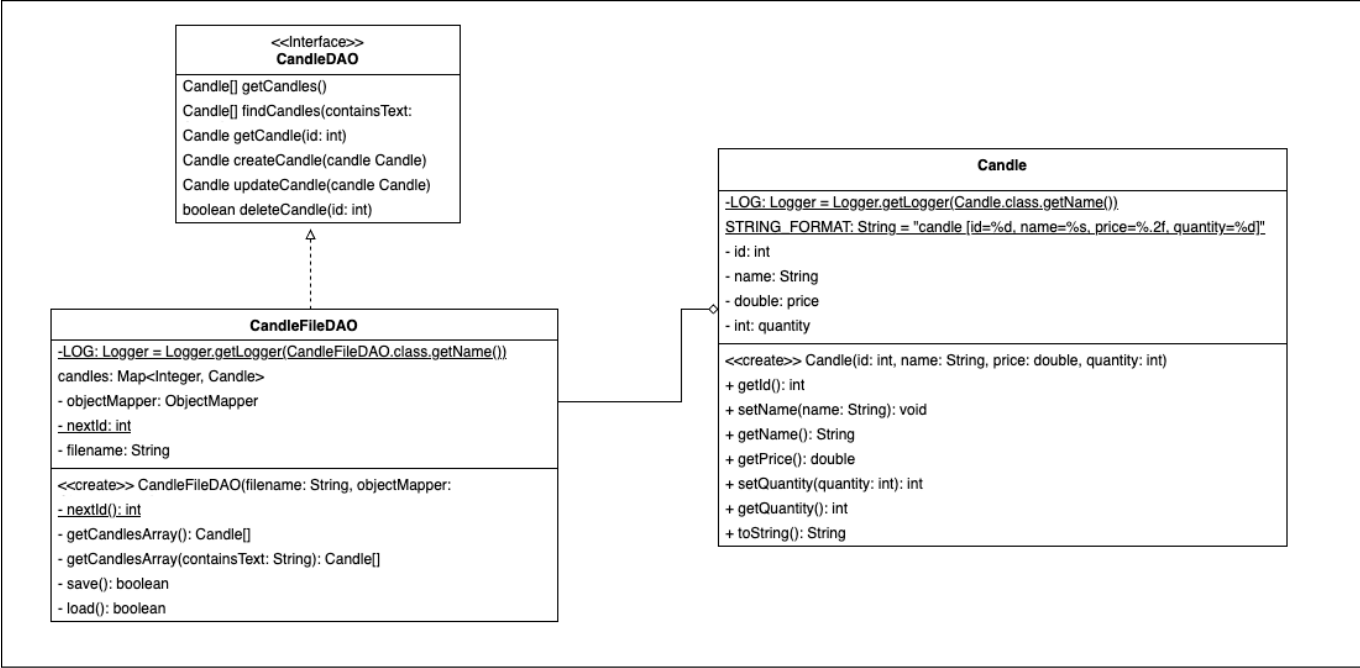 <<Interface>>
CandleDAO
Candle[] getCandles()
Candle[] findCandles(containsText:
Candle getCandle(id: int)
Candle createCandle(candle Candle)
Candle updateCandle(candle Candle)
boolean deleteCandle(id: int)
CandleFileDAO
-LOG: Logger = Logger.getLogger(CandleFileDAO.class.getName())
candles: Map<Integer, Candle>
- objectMapper: ObjectMapper
- nextId: int
- filename: String
<<create>> CandleFileDAO(filename: String, objectMapper:
- nextId(): int
- getCandlesArray(): Candle[]
- getCandlesArray(containsText: String): Candle[]
- save(): boolean
- load(): boolean
Candle
-LOG: Logger = Logger.getLogger(Candle.class.getName())
STRING_FORMAT: String = "candle [id=%d, name=%s, price=%.2f, quantity=%d]"
- id: int
- name: String
- double: price
- int: quantity
<<create>> Candle(id: int, name: String, price: double, quantity: int)
+ getId(): int
+ setName(name: String): void
+ getName(): String
+ getPrice(): double
+ setQuantity(quantity: int): int
+ getQuantity(): int
+ toString(): String